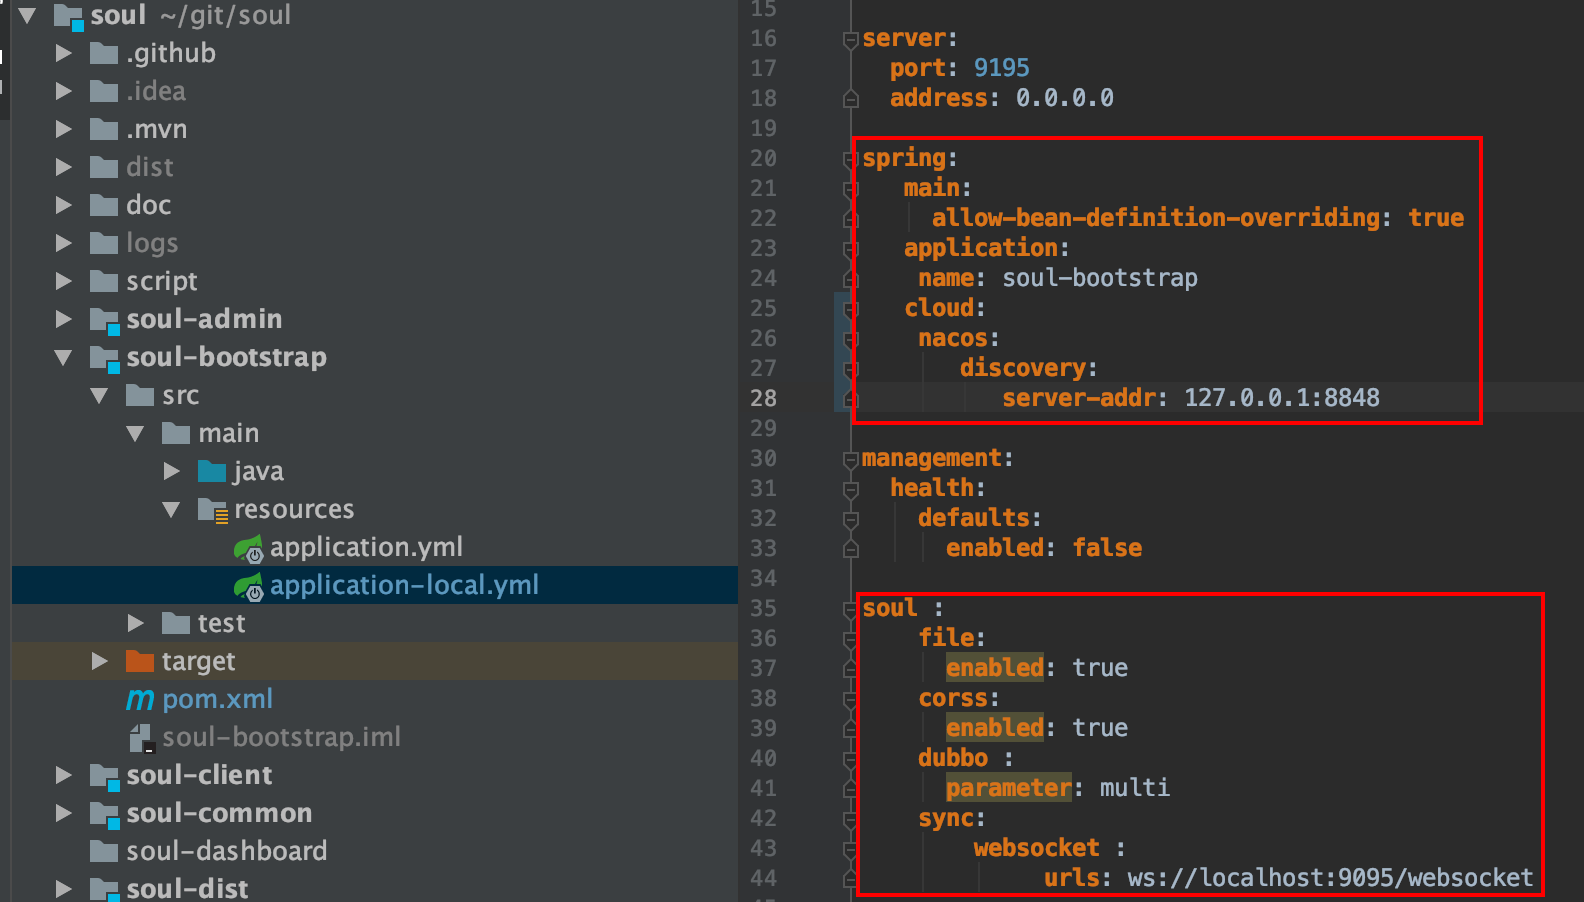 soul ~/git/soul
.github
.idea
.mvn
dist
doc
logs
script
soul-admin
soul-bootstrap
src
main
java
resources
application.yml
application-local.yml
test
target
pom.xml
soul-bootstrap.iml
soul-client
soul-common
soul-dashboard
soul-dist
15
16 server:
17 port: 9195
18 address: 0.0.0.0
19
20 spring:
21 main:
22 allow-bean-definition-overriding: true
23 application:
24 name: soul-bootstrap
25 cloud:
26 nacos:
27 discovery:
28 server-addr: 127.0.0.1:8848
29
30 management:
31 health:
32 defaults:
33 enabled: false
34
35 soul :
36 file:
37 enabled: true
38 corss:
39 enabled: true
40 dubbo :
41 parameter: multi
42 sync:
43 websocket :
44 urls: ws://localhost:9095/websocket